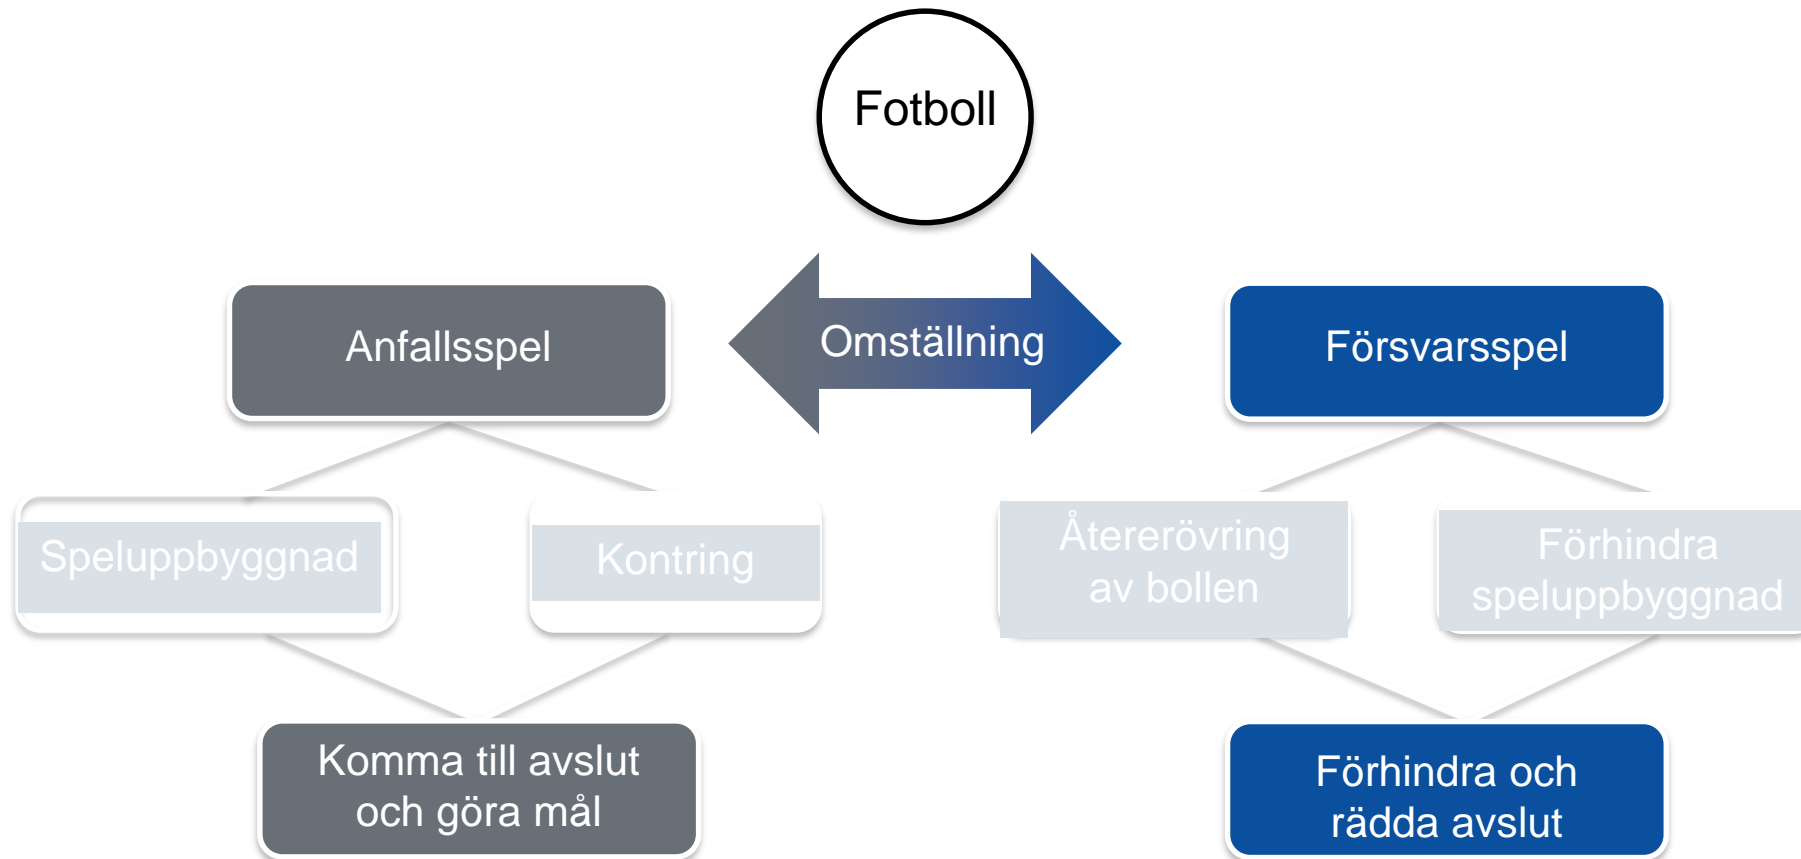 Fotboll
Anfallsspel
Omställning
Försvarsspel
Speluppbyggnad
Kontring
Återerövring
av bollen
Förhindra
speluppbyggnad
Komma till avslut
och göra mål
Förhindra och
rädda avslut